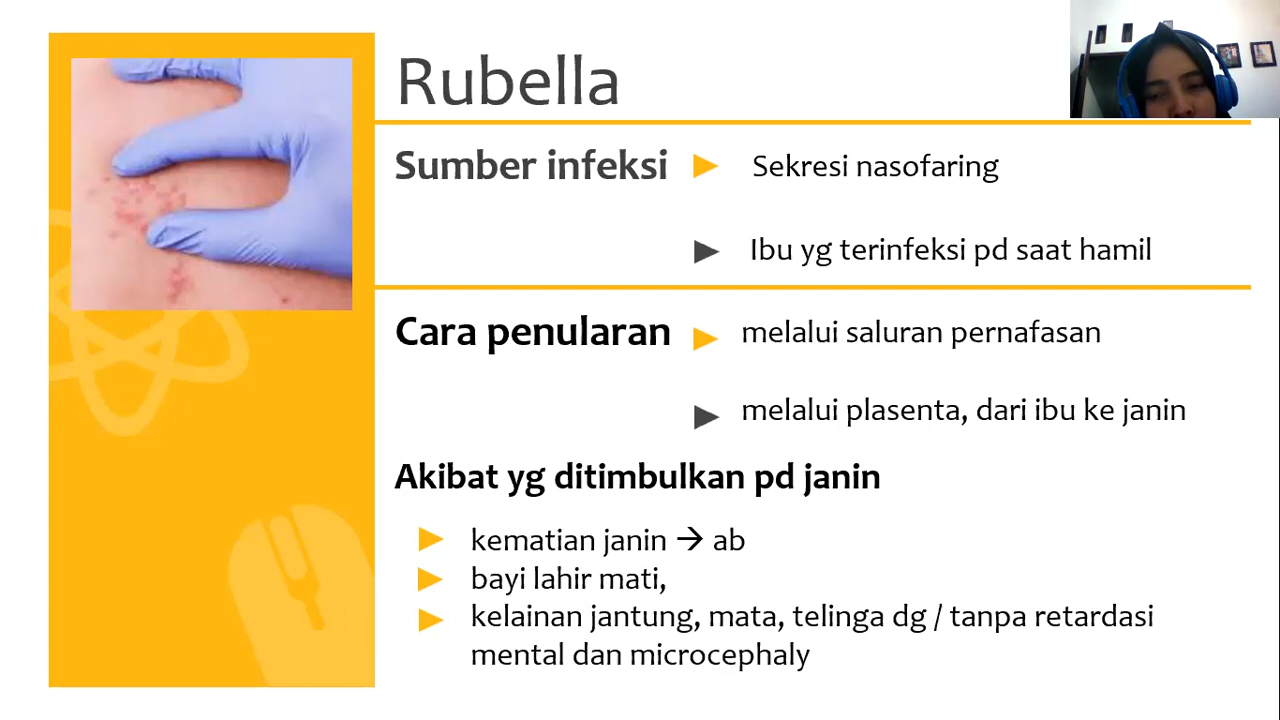 Rubella
Sumber infeksi
Sekresi nasofaring
Ibu yg terinfeksi pd saat hamil
Cara penularan
melalui saluran pernafasan
melalui plasenta, dari ibu ke janin
Akibat yg ditimbulkan pd janin
kematian janin → ab
bayi lahir mati,
kelainan jantung, mata, telinga dg / tanpa retardasi
mental dan microcephaly